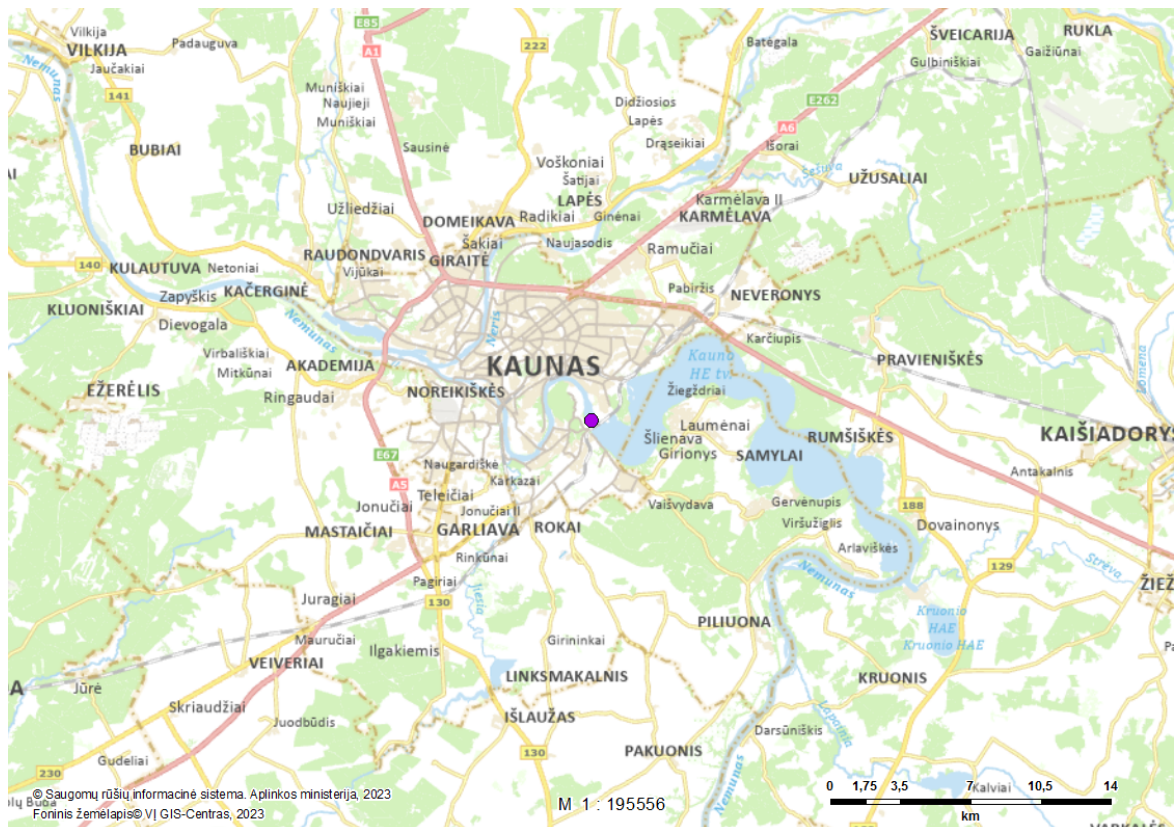 Vilkija
VILKIJA
Padauguva
E85
A1
222
Batėgala
ŠVEICARIJA
RUKLA
Gaižiūnai
Gulbiniškiai
Jaučakiai
Nemunas
141
Muniškiai
Naujieji
Muniškiai
Didžiosios
Lapės
E262
A6
Drąseikiai
Išorai
BUBIAI
Sausinė
Voškoniai
Šatijai
LAPĖS
Šešuva
UŽUSALIAI
Užliedžiai
DOMEIKAVA
Radikiai
Ginėnai
Karmėlava II
KARMĖLAVA
Šakiai
Naujasodis
Ramučiai
RAUDONDVARIS
GIRAITĖ
Vijūkai
140
KULAUTUVA
Netoniai
Pabiržis
NEVERONYS
KAČERGINĖ
Zapyškis
KLUONIŠKIAI
Dievogala
Nemunas
Neris
Karčiupis
Lomena
Virbališkiai
Mitkūnai
AKADEMIJA
KAUNAS
Kauno
HE tv.
PRAVIENIŠKĖS
EŽERĖLIS
Ringaudai
NOREIKIŠKĖS
Žiegždriai
Laumėnai
Šlienava
Girionys
SAMYLAI
RUMŠIŠKĖS
KAIŠIADORYS
E67
Naugardiškė
Karkazai
Antakalnis
A5
Teleičiai
Jonučiai
Jonučiai II
Vaišvydava
Gervėnupis
188
MASTAIČIAI
GARLIAVA
ROKAI
Viršužiglis
Dovainonys
Rinkūnai
Arlaviškės
129
Strėva
Pagiriai
130
Jiesia
Nemunas
ŽIEŽ
Juragiai
Kruonio
HAE
Kruonio HAE
PILIUONA
Mauručiai
Girininkai
Ilgakiemis
VEIVERIAI
LINKSMAKALNIS
KRUONIS
Jūrė
Skriaudžiai
Juodbūdis
IŠLAUŽAS
Lapainia
Darsūniškis
130
PAKUONIS
Gudeliai
230
Nemunas
Kalviai
VARKALĖS
© Saugomų rūšių informacinė sistema. Aplinkos ministerija, 2023
Foninis žemėlapis© VĮ GIS-Centras, 2023
M 1 : 195556
0 1,75 3,5 7 10,5 14
km